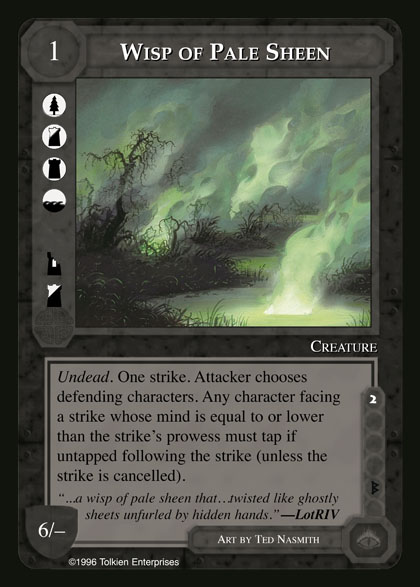 1
WISP OF PALE SHEEN
CREATURE
Undead. One strike. Attacker chooses
defending characters. Any character facing
a strike whose mind is equal to or lower
than the strike's prowess must tap if
untapped following the strike (unless the
strike is cancelled).
2
"...a wisp of pale sheen that...twisted like ghostly
sheets unfurled by hidden hands." —LotRIV
6/–
ART BY TED NASMITH
©1996 Tolkien Enterprises